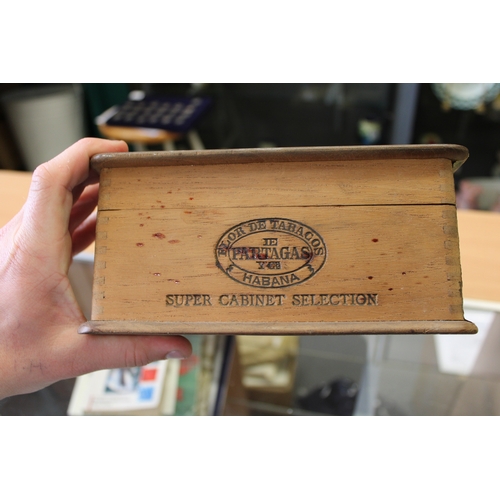 FLOR DE TABACOS
DE
PARTAGAS
Y Cª
HABANA
SUPER CABINET SELECTION